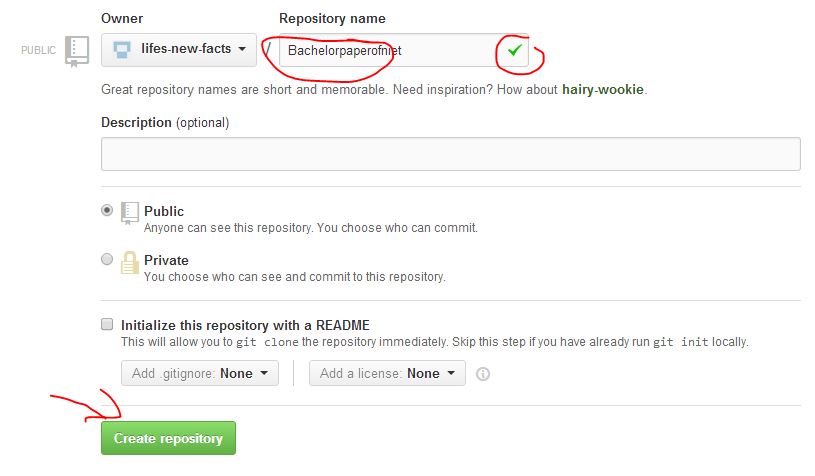 Owner Repository name
PUBLIC lifes-new-facts / Bachelorpaperofniet
Great repository names are short and memorable. Need inspiration? How about hairy-wookie.
Description (optional)
Public
Anyone can see this repository. You choose who can commit.
Private
You choose who can see and commit to this repository.
Initialize this repository with a README
This will allow you to git clone the repository immediately. Skip this step if you have already run git init locally.
Add .gitignore: None Add a license: None
Create repository